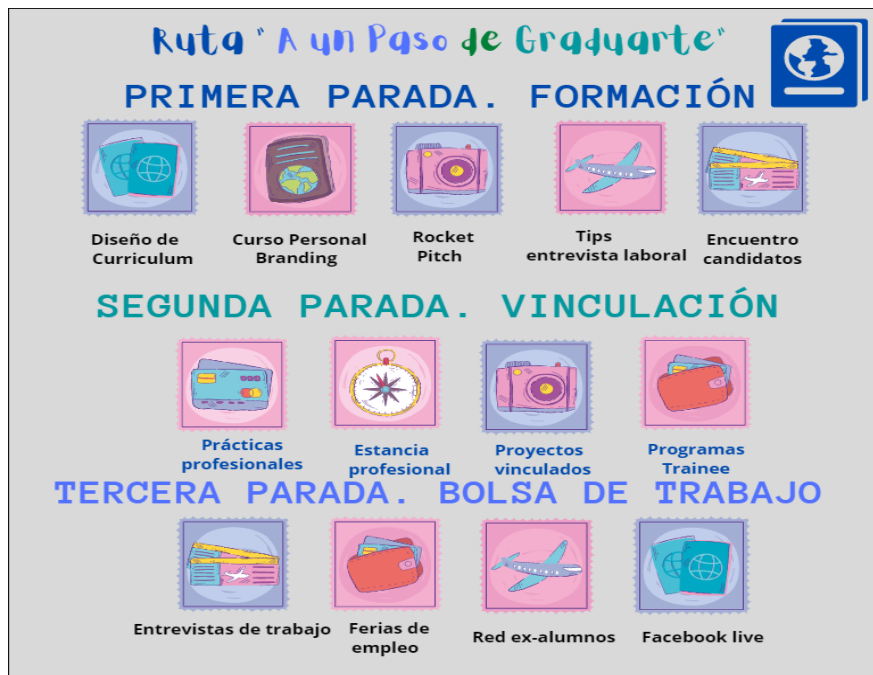 Ruta "A un Paso de Graduarte"
PRIMERA PARADA. FORMACIÓN
Diseño de
Curriculum
Curso Personal
Branding
Rocket
Pitch
Tips
entrevista laboral
Encuentro
candidatos
SEGUNDA PARADA. VINCULACIÓN
Prácticas
profesionales
Estancia
profesional
Proyectos
vinculados
Programas
Trainee
TERCERA PARADA. BOLSA DE TRABAJO
Entrevistas de trabajo
Ferias de
empleo
Red ex-alumnos
Facebook live